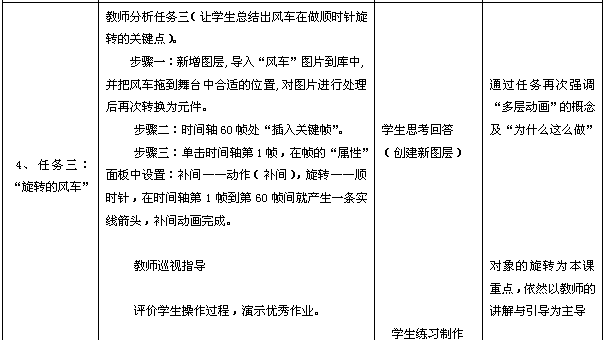 4、任务三：
“旋转的风车”
教师分析任务三（让学生总结出风车在做顺时针旋
转的关键点）。
步骤一：新增图层，导入“风车”图片到库中，
并把风车拖到舞台中合适的位置，对图片进行处理
后再次转换为元件。
步骤二：时间轴 60 帧处“插入关键帧”。
步骤三：单击时间轴第 1 帧，在帧的“属性”
面板中设置：补间——动作（补间），旋转——顺
时针，在时间轴第 1 帧到第 60 帧间就产生一条实
线箭头，补间动画完成。
教师巡视指导
评价学生操作过程，演示优秀作业。
学生思考回答
（创建新图层）
学生练习制作
通过任务再次强调
“多层动画”的概念
及“为什么这么做”
对象的旋转为本课
重点，依然以教师的
讲解与引导为主导